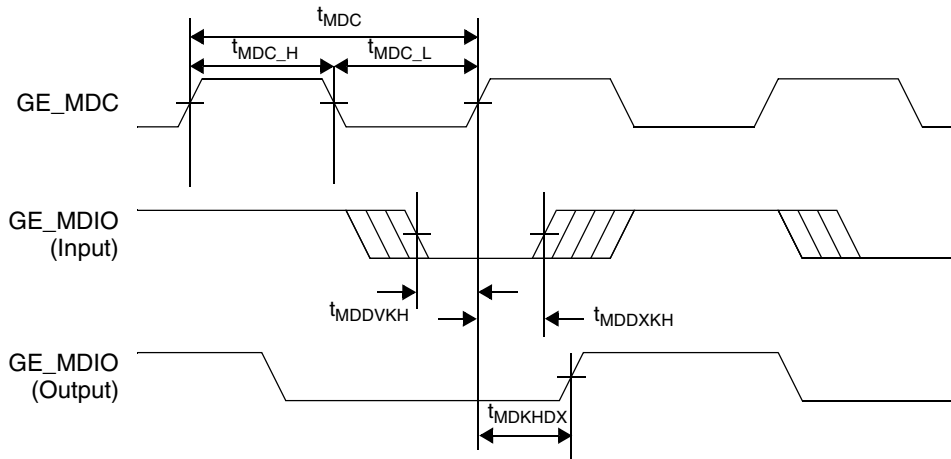 tMDC
tMDC_H
tMDC_L
GE_MDC
GE_MDIO
(Input)
tMDDVKH
tMDDXKH
GE_MDIO
(Output)
tMDKHDX